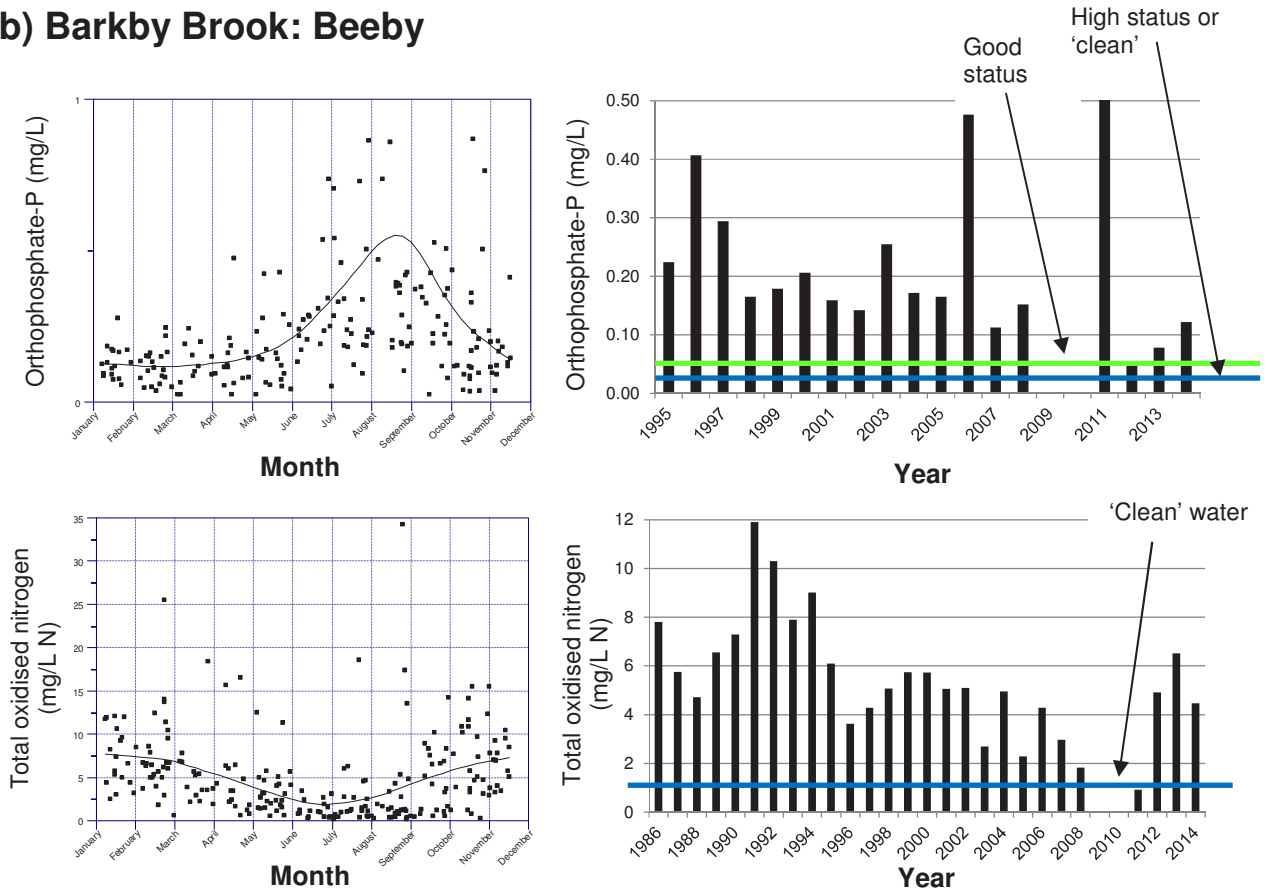 b) Barkby Brook: Beeby
High status or
‘clean’
Good
status
Orthophosphate-P (mg/L)
1
0
January
February
March
April
May
June
July
August
September
October
November
December
Month
Orthophosphate-P (mg/L)
0.50
0.40
0.30
0.20
0.10
0.00
1995
1997
1999
2001
2003
2005
2007
2009
2011
2013
Year
Total oxidised nitrogen
(mg/L N)
35
30
25
20
15
10
5
0
January
February
March
April
May
June
July
August
September
October
November
December
Month
‘Clean’ water
Total oxidised nitrogen
(mg/L N)
12
10
8
6
4
2
0
1986
1988
1990
1992
1994
1996
1998
2000
2002
2004
2006
2008
2010
2012
2014
Year